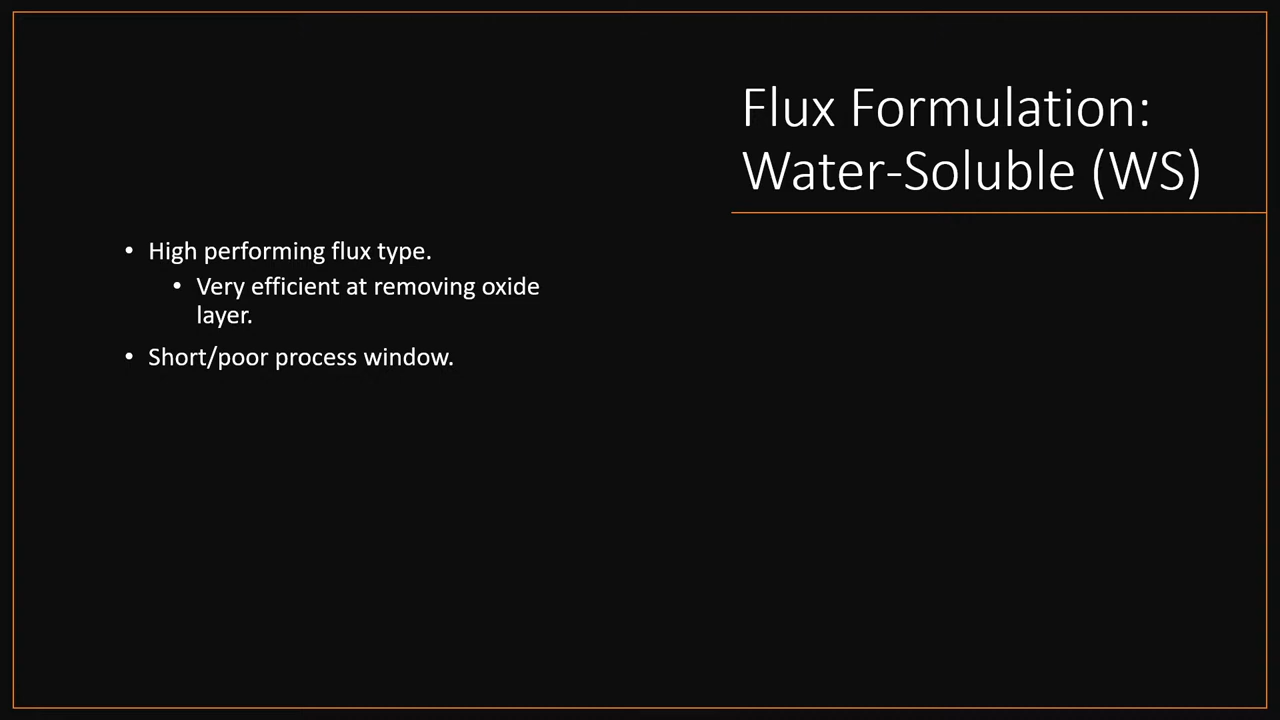 Flux Formulation:
Water-Soluble (WS)
• High performing flux type.
• Very efficient at removing oxide
layer.
• Short/poor process window.